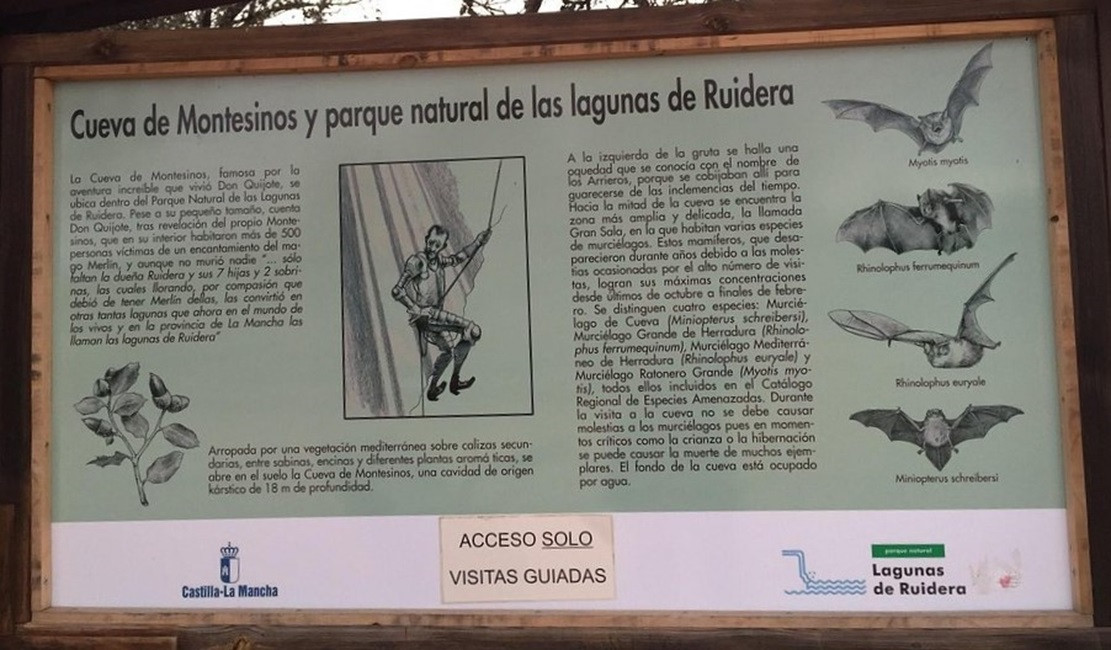 Cueva de Montesinos y parque natural de las lagunas de Ruidera
La Cueva de Montesinos, famosa por la
aventura increible que vivió Don Quijote, se
ubica dentro del Parque Natural de las Lagunas
de Ruidera. Pese a su pequeño tamaño, cuenta
Don Quijote, tras revelación del propio Monte-
sinos, que en su interior habitaron más de 500
personas víctimas de un encantamiento del ma-
go Merlín, y aunque no murió nadie "... sólo
faltan la dueña Ruidera y sus 7 hijas y 2 sobri-
nas, las cuales llorando, por compasión que
debió de tener Merlín dellas, las convirtió en
otras tantas lagunas que ahora en el mundo de
los vivos y en la provincia de La Mancha las
llaman las lagunas de Ruidera"
Arropada por una vegetación mediterránea sobre calizas secun-
darias, entre sabinas, encinas y diferentes plantas aromá ticas, se
abre en el suelo la Cueva de Montesinos, una cavidad de origen
kárstico de 18 m de profundidad.
A la izquierda de la gruta se halla una
oquedad que se conocía con el nombre de
los Arrieros, porque se cobijaban allí para
guarecerse de las inclemencias del tiempo.
Hacia la mitad de la cueva se encuentra la
zona más amplia y delicada, la llamada
Gran Sala, en la que habitan varias especies
de murciélagos. Estos mamíferos, que desa-
parecieron durante años debido a las moles-
tias ocasionadas por el alto número de visi-
tas, logran sus máximas concentraciones
desde últimos de octubre a finales de febre-
ro. Se distinguen cuatro especies: Murcié-
lago de Cueva (Miniopterus schreibersi),
Murciélago Grande de Herradura (Rhinolo-
phus ferrumequinum), Murciélago Mediterrá-
neo de Herradura (Rhinolophus euryale) y
Murciélago Ratonero Grande (Myotis myo-
tis), todos ellos incluidos en el Catálogo
Regional de Especies Amenazadas. Durante
la visita a la cueva no se debe causar
molestias a los murciélagos pues en momen-
tos críticos como la crianza o la hibernación
se puede causar la muerte de muchos ejem-
plares. El fondo de la cueva está ocupado
por agua.
Myotis myotis
Rhinolophus ferrumequinum
Rhinolophus euryale
Miniopterus schreibersi
Castilla-La Mancha
ACCESO SOLO
VISITAS GUIADAS
parque natural
Lagunas
de Ruidera